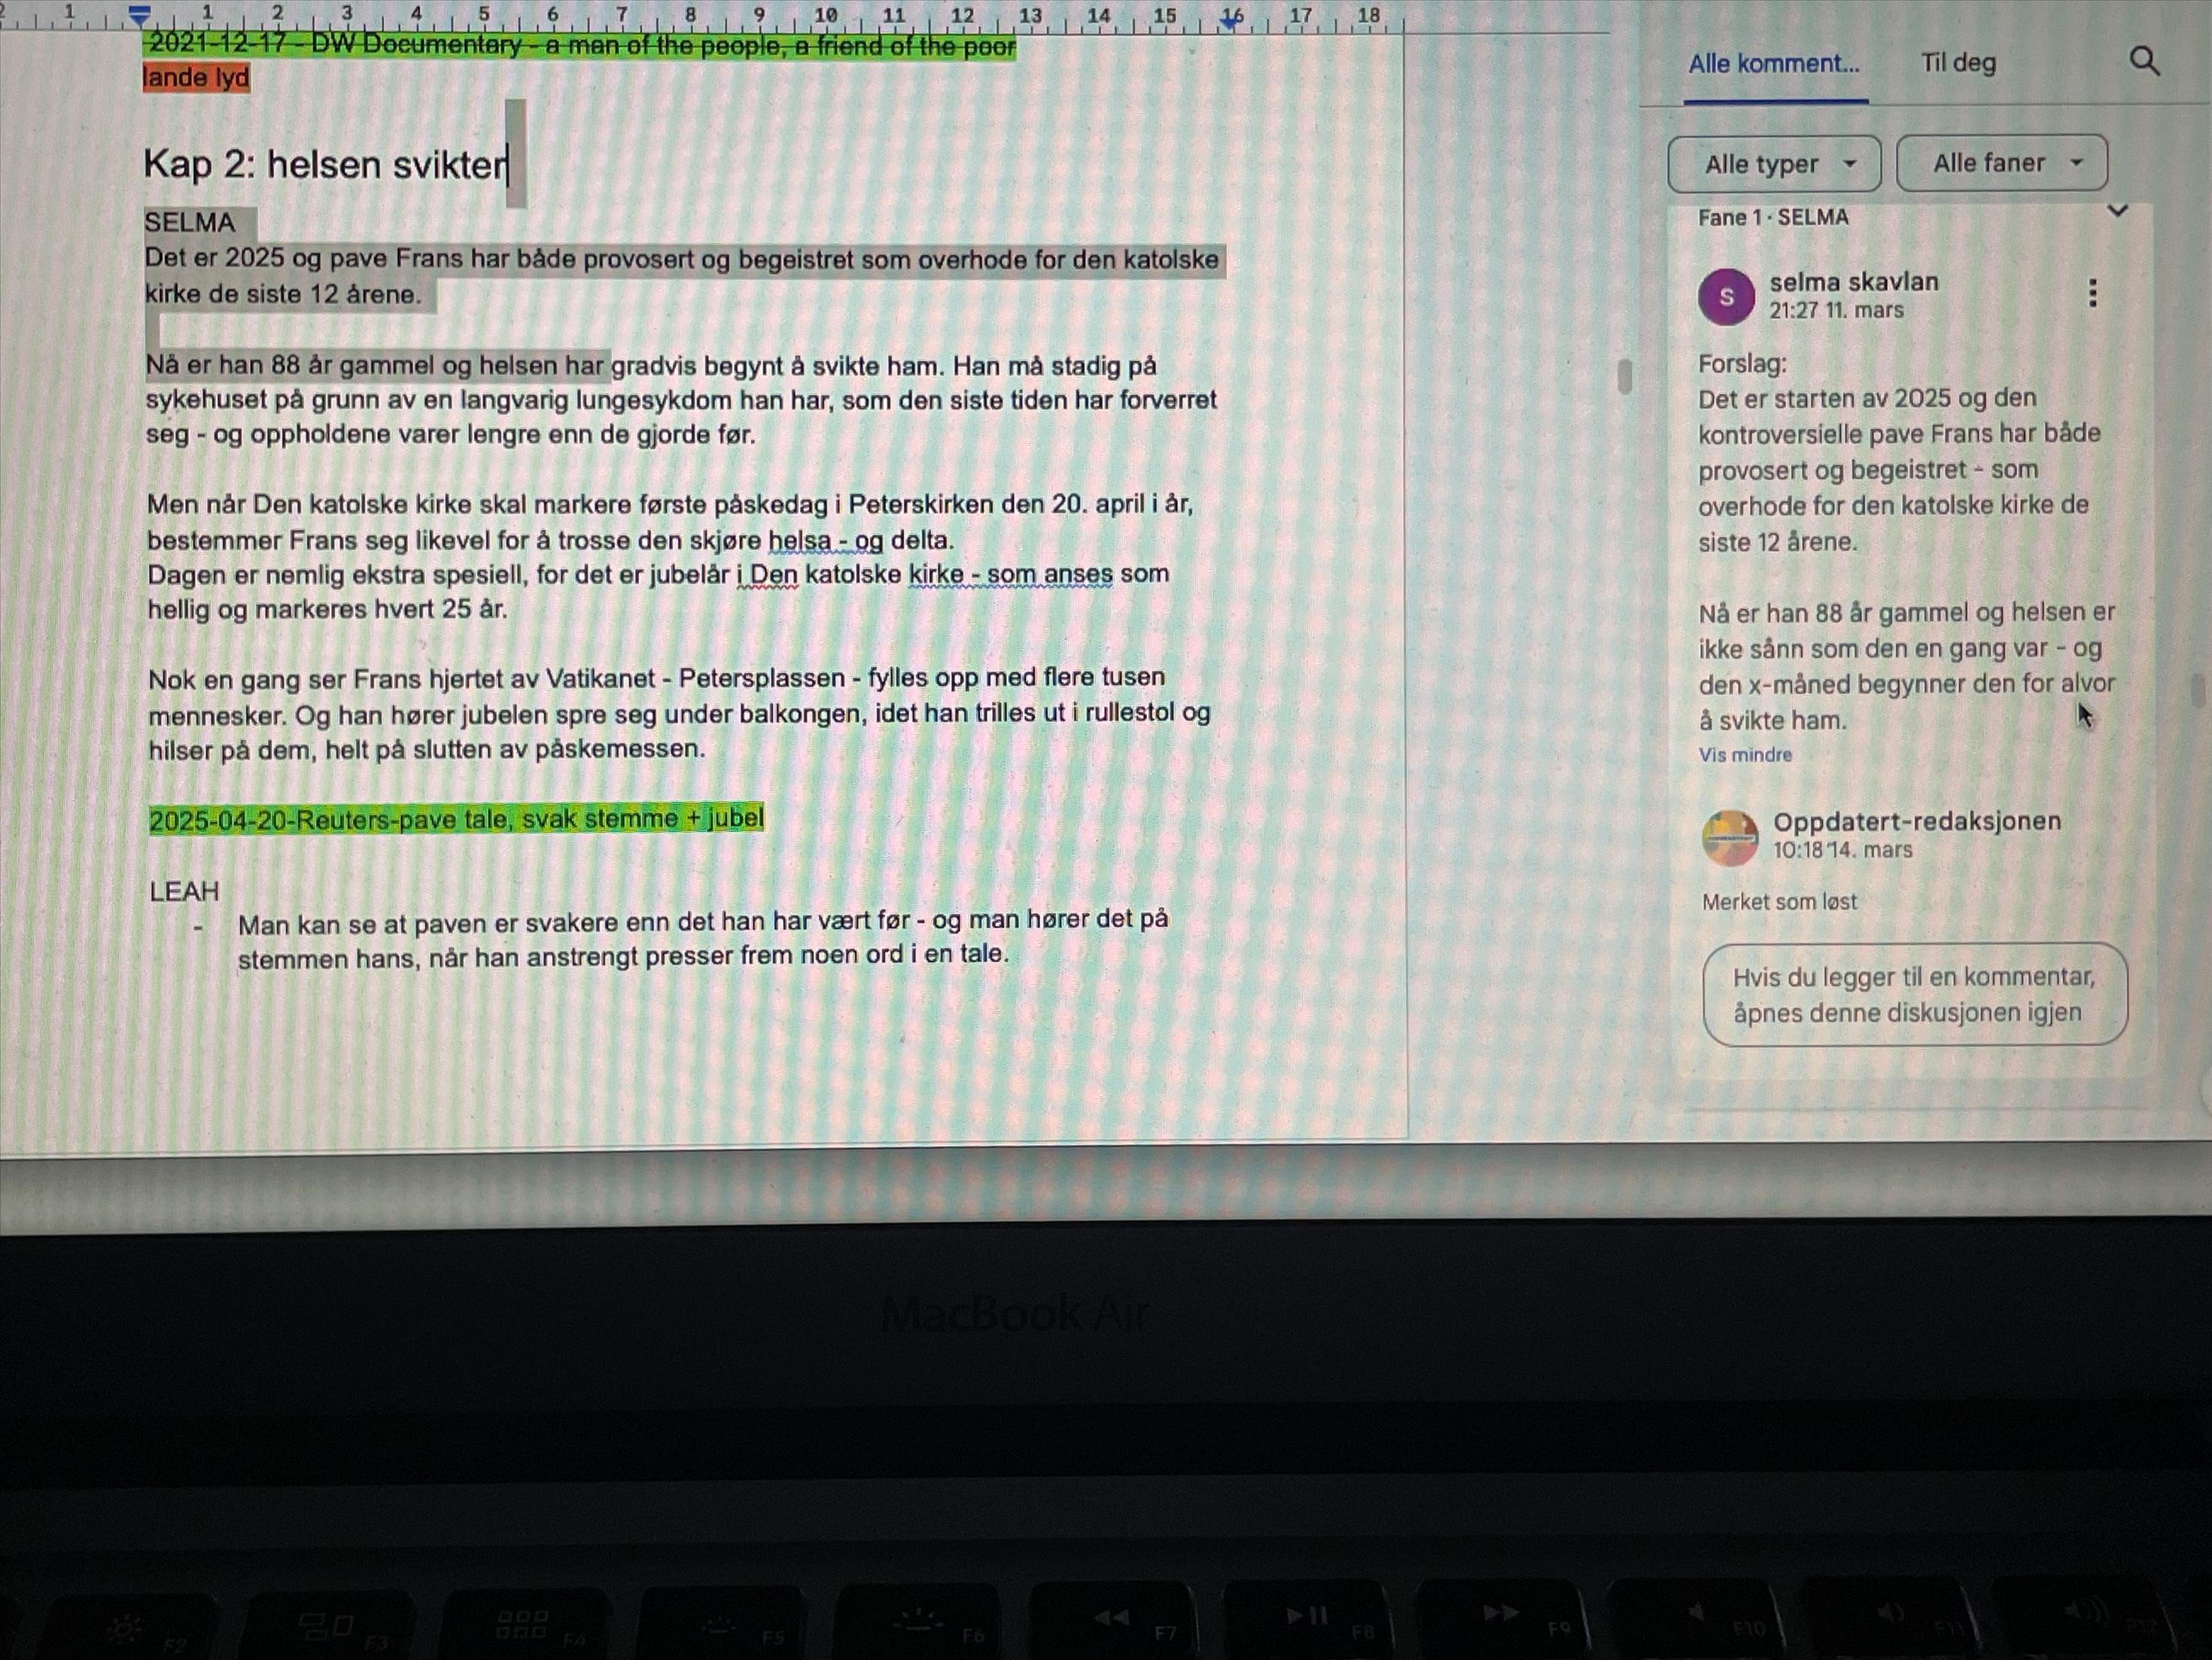 1 1 2 3 4 5 6 7 8 9 10 11 12 13 14 15 16 17 18
2021-12-17 - DW Documentary - a man of the people, a friend of the poor
lande lyd
Kap 2: helsen svikter
SELMA
Det er 2025 og pave Frans har både provosert og begeistret som overhode for den katolske
kirke de siste 12 årene.
Nå er han 88 år gammel og helsen har gradvis begynt å svikte ham. Han må stadig på
sykehuset på grunn av en langvarig lungesykdom han har, som den siste tiden har forverret
seg - og oppholdene varer lengre enn de gjorde før.
Men når Den katolske kirke skal markere første påskedag i Peterskirken den 20. april i år,
bestemmer Frans seg likevel for å trosse den skjøre helsa - og delta.
Dagen er nemlig ekstra spesiell, for det er jubelår i Den katolske kirke - som anses som
hellig og markeres hvert 25 år.
Nok en gang ser Frans hjertet av Vatikanet - Petersplassen - fylles opp med flere tusen
mennesker. Og han hører jubelen spre seg under balkongen, idet han trilles ut i rullestol og
hilser på dem, helt på slutten av påskemessen.
2025-04-20-Reuters-pave tale, svak stemme + jubel
LEAH
- Man kan se at paven er svakere enn det han har vært før - og man hører det på
stemmen hans, når han anstrengt presser frem noen ord i en tale.
Alle komment... Til deg
Alle typer Alle faner
Fane 1 · SELMA
S
selma skavlan
21:27 11. mars
Forslag:
Det er starten av 2025 og den
kontroversielle pave Frans har både
provosert og begeistret - som
overhode for den katolske kirke de
siste 12 årene.
Nå er han 88 år gammel og helsen er
ikke sånn som den en gang var - og
den x-måned begynner den for alvor
å svikte ham.
Vis mindre
Oppdatert-redaksjonen
10:18 14. mars
Merket som løst
Hvis du legger til en kommentar,
åpnes denne diskusjonen igjen
MacBook Air
F2 F3 F4 F5 F6 F7 F8 F9 F10 F11 F12